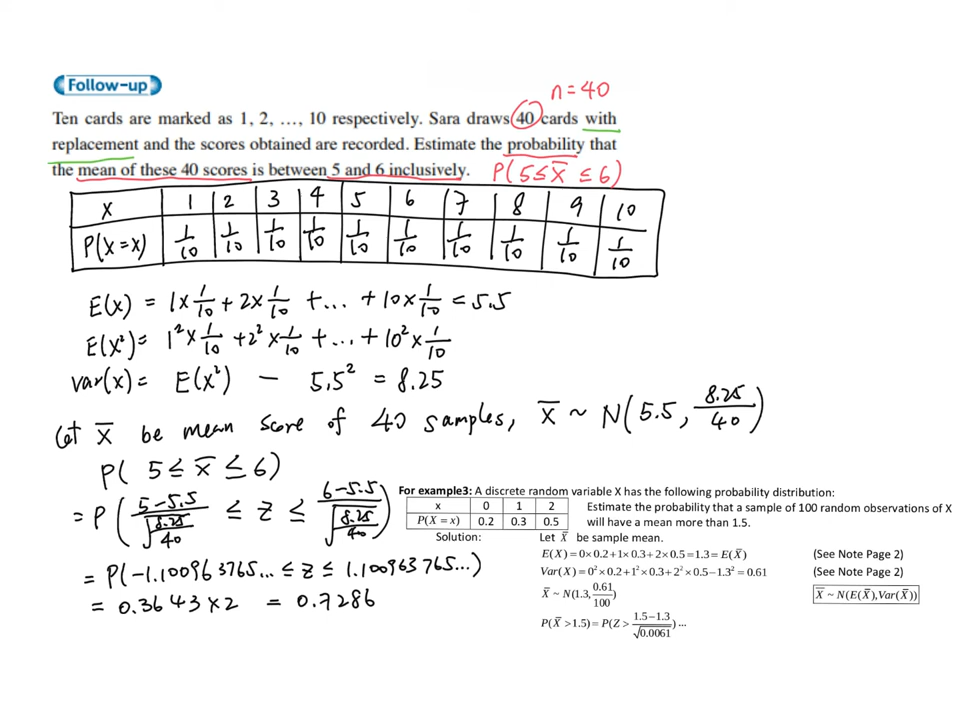 Follow-up
n=40
Ten cards are marked as 1, 2, …, 10 respectively. Sara draws 40 cards with
replacement and the scores obtained are recorded. Estimate the probability that
the mean of these 40 scores is between 5 and 6 inclusively. P(5≤X̄ ≤6)
X 1 2 3 4 5 6 7 8 9 10
P(X=x) 1/10 1/10 1/10 1/10 1/10 1/10 1/10 1/10 1/10 1/10
E(X) = 1×1/10 + 2×1/10 +... + 10×1/10 = 5.5
E(X²) = 1²×1/10 + 2²×1/10 + ... + 10²×1/10
Var(X) = E(X²) − 5.5² = 8.25
Let X̄ be mean score of 40 samples, X̄ ~ N(5.5, 8.25/40)
P(5≤X̄≤6)
= P((5-5.5)/√(8.25/40) ≤ Z ≤ (6-5.5)/√(8.25/40))
= P(-1.100963765... ≤ Z ≤ 1.100963765...)
= 0.3643×2 = 0.7286
For example3: A discrete random variable X has the following probability distribution:
x 0 1 2
P(X = x) 0.2 0.3 0.5
Estimate the probability that a sample of 100 random observations of X
will have a mean more than 1.5.
Solution: Let X̄ be sample mean.
E(X) = 0×0.2+1×0.3+2×0.5=1.3=E(X̄) (See Note Page 2)
Var(X) = 0²×0.2+1²×0.3+2²×0.5−1.3² = 0.61 (See Note Page 2)
X̄ ~ N(1.3, 0.61/100) X̄ ~ N(E(X̄),Var(X̄))
P(X̄ >1.5) = P(Z > (1.5−1.3)/√0.0061) ...